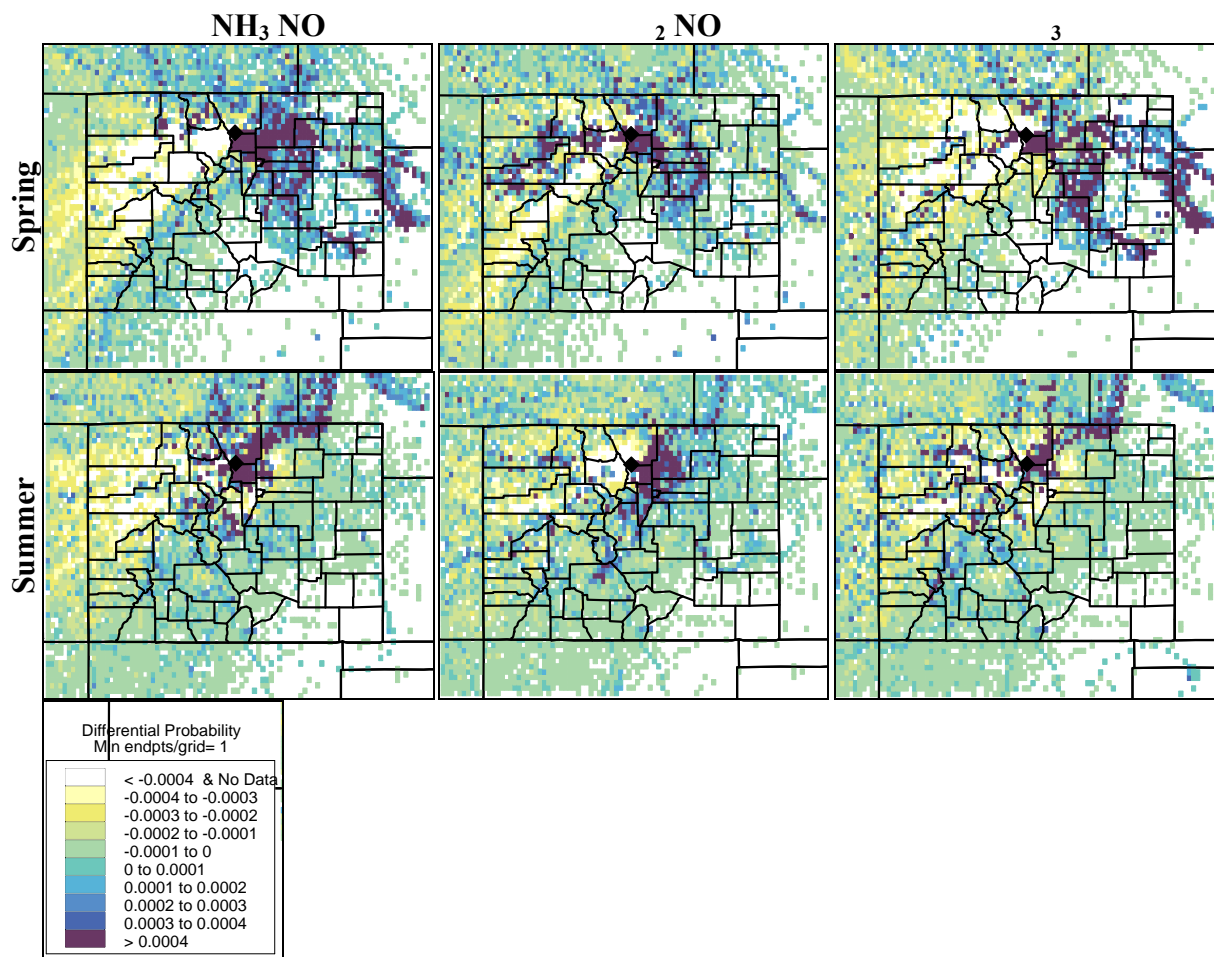 NH₃ NO ₂ NO ₃
Spring
Summer
Differential Probability
Min endpts/grid= 1
< -0.0004 & No Data
-0.0004 to -0.0003
-0.0003 to -0.0002
-0.0002 to -0.0001
-0.0001 to 0
0 to 0.0001
0.0001 to 0.0002
0.0002 to 0.0003
0.0003 to 0.0004
> 0.0004